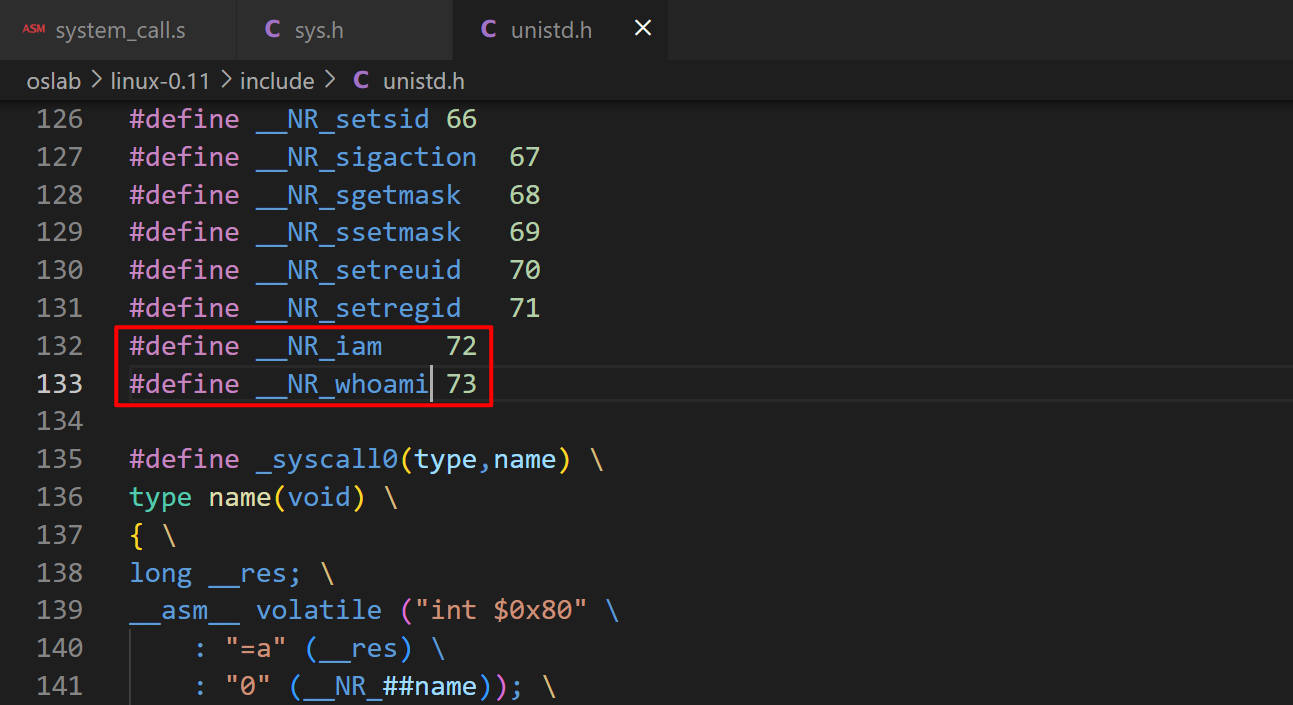 ASM system_call.s C sys.h C unistd.h ×
oslab > linux-0.11 > include > C unistd.h
126 #define __NR_setsid 66
127 #define __NR_sigaction 67
128 #define __NR_sgetmask 68
129 #define __NR_ssetmask 69
130 #define __NR_setreuid 70
131 #define __NR_setregid 71
132 #define __NR_iam 72
133 #define __NR_whoami 73
134
135 #define _syscall0(type,name) \
136 type name(void) \
137 { \
138 long __res; \
139 __asm__ volatile ("int $0x80" \
140 : "=a" (__res) \
141 : "0" (__NR_##name)); \